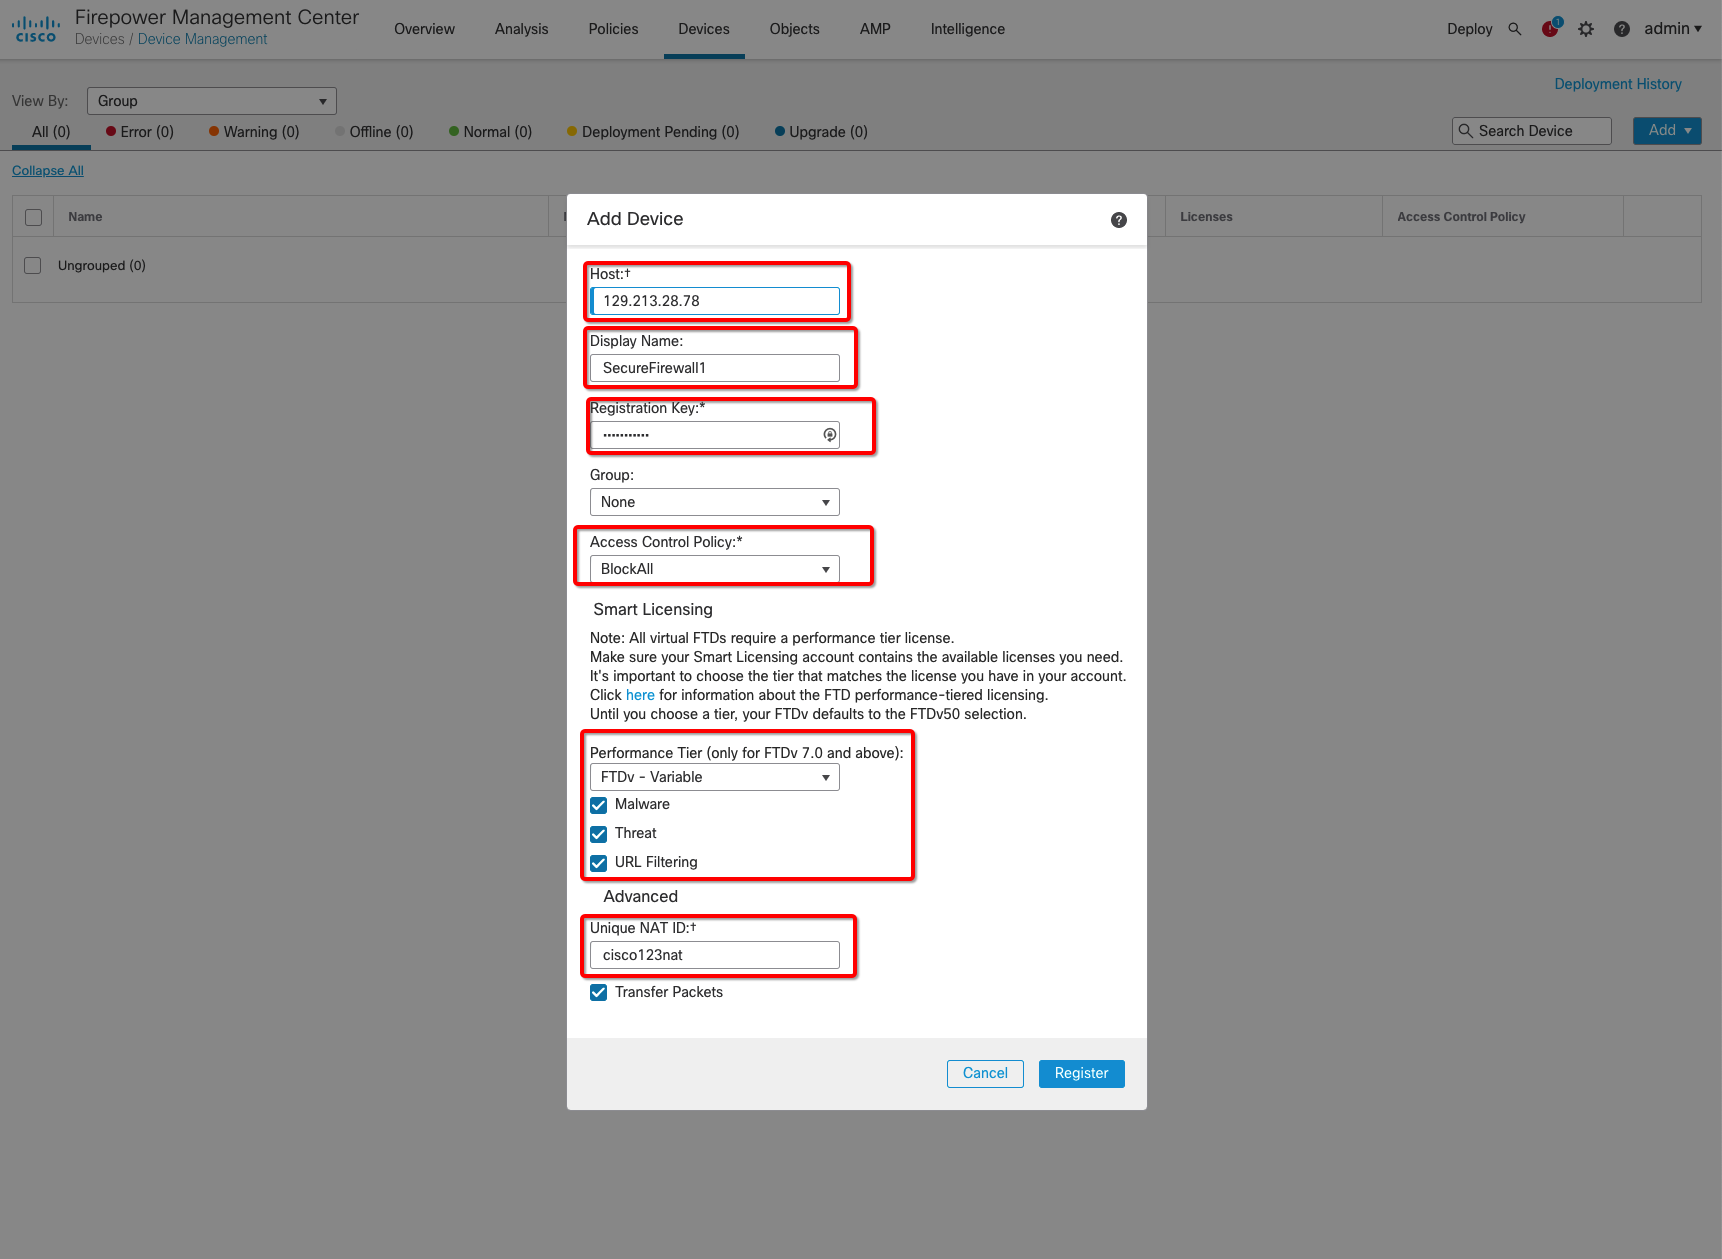 Firepower Management Center
cisco
Devices / Device Management
Overview
Analysis
Policies
Devices
Objects
AMP
Intelligence
Deploy
1
admin
Deployment History
View By:
Group
All (0)
Error (0)
Warning (0)
Offline (0)
Normal (0)
Deployment Pending (0)
Upgrade (0)
Search Device
Add
Collapse All
Name
Licenses
Access Control Policy
Ungrouped (0)
Add Device
Host:†
129.213.28.78
Display Name:
SecureFirewall1
Registration Key:*
•••••••••••
Group:
None
Access Control Policy:*
BlockAll
Smart Licensing
Note: All virtual FTDs require a performance tier license.
Make sure your Smart Licensing account contains the available licenses you need.
It's important to choose the tier that matches the license you have in your account.
Click here for information about the FTD performance-tiered licensing.
Until you choose a tier, your FTDv defaults to the FTDv50 selection.
Performance Tier (only for FTDv 7.0 and above):
FTDv - Variable
Malware
Threat
URL Filtering
Advanced
Unique NAT ID:†
cisco123nat
Transfer Packets
Cancel
Register